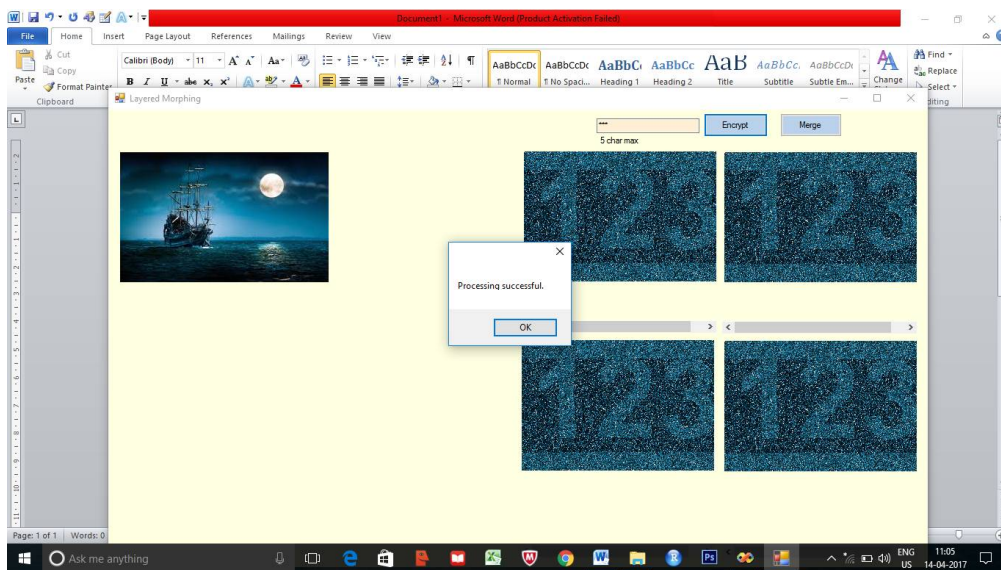 Document1 - Microsoft Word (Product Activation Failed)
File Home Insert Page Layout References Mailings Review View
Cut
Copy
Format Painter
Paste
Clipboard
Calibri (Body) 11
B I U abc
AaBbCcDc AaBbCcDc AaBbC AaBbCc AaB AaBbCc. AaBbCcDi
¶ Normal ¶ No Spaci... Heading 1 Heading 2 Title Subtitle Subtle Em...
Change
Find
Replace
Select
Layered Morphing
*** Encrypt Merge
5 char max
123 123
Processing successful.
OK
123 123
Page: 1 of 1 Words: 0
Ask me anything
ENG 11:05
US 14-04-2017